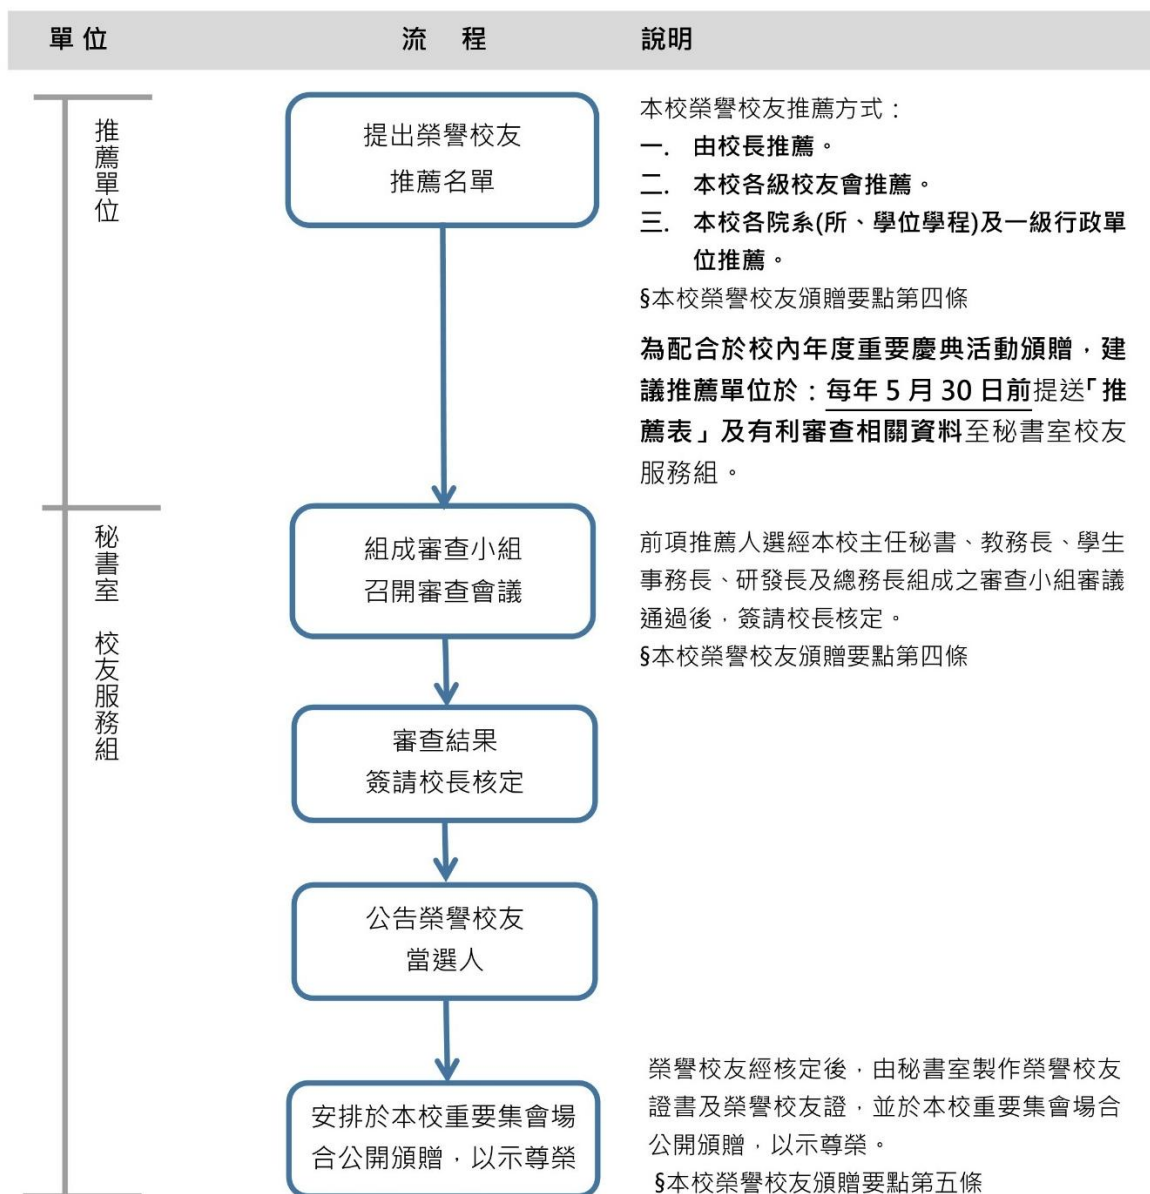 單位 流 程 說明
推薦單位
提出榮譽校友
推薦名單
本校榮譽校友推薦方式：
一. 由校長推薦。
二. 本校各級校友會推薦。
三. 本校各院系(所、學位學程)及一級行政單
位推薦。
§本校榮譽校友頒贈要點第四條
為配合於校內年度重要慶典活動頒贈，建
議推薦單位於：每年 5 月 30 日前提送「推
薦表」及有利審查相關資料至秘書室校友
服務組。
秘書室 校友服務組
組成審查小組
召開審查會議
前項推薦人選經本校主任秘書、教務長、學生
事務長、研發長及總務長組成之審查小組審議
通過後，簽請校長核定。
§本校榮譽校友頒贈要點第四條
審查結果
簽請校長核定
公告榮譽校友
當選人
安排於本校重要集會場
合公開頒贈，以示尊榮
榮譽校友經核定後，由秘書室製作榮譽校友
證書及榮譽校友證，並於本校重要集會場合
公開頒贈，以示尊榮。
§本校榮譽校友頒贈要點第五條